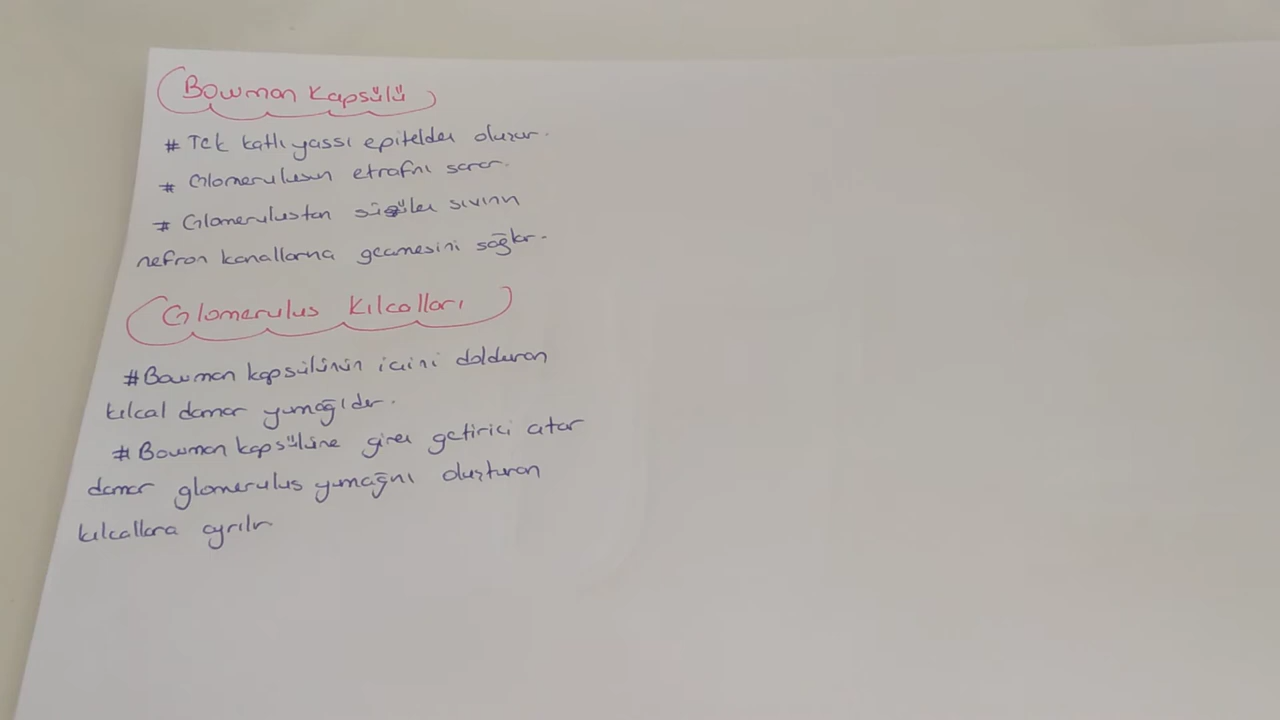 Bowman Kapsülü
# Tek katlı yassı epitelden oluşur.
# Glomerulusun etrafını sarar.
# Glomerulustan süzülen sıvının
nefron kanallarına geçmesini sağlar.
Glomerulus Kılcalları
# Bowman kapsülünün içini dolduran
kılcal damar yumağıdır.
# Bowman kapsülüne giren getirici atar
damar glomerulus yumağını oluşturan
kılcallara ayrılır